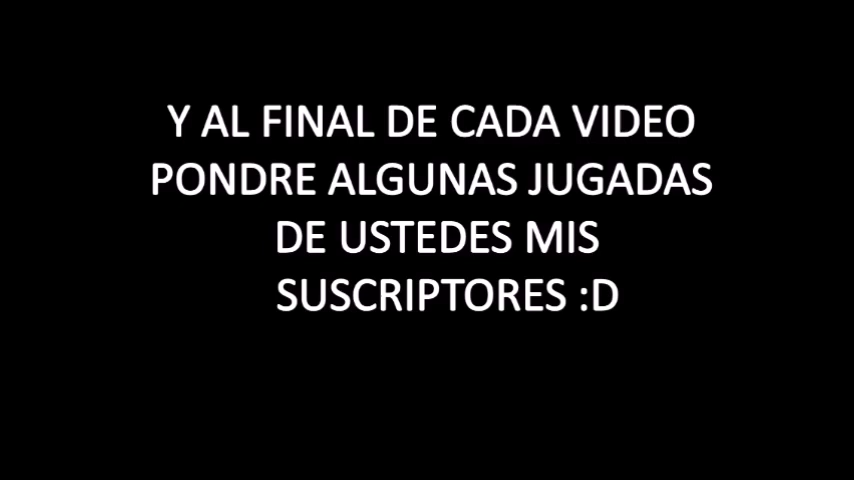 Y AL FINAL DE CADA VIDEO
PONDRE ALGUNAS JUGADAS
DE USTEDES MIS
SUSCRIPTORES :D